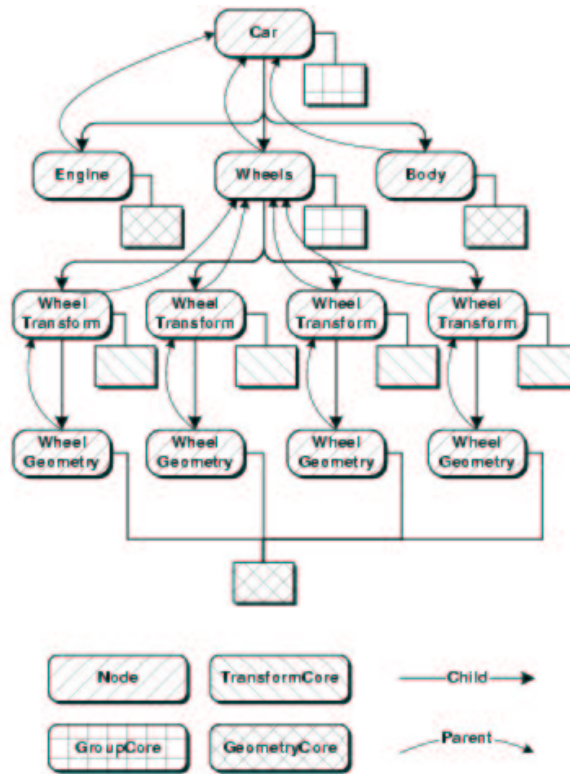 Car
Engine
Wheels
Body
Wheel
Transform
Wheel
Transform
Wheel
Transform
Wheel
Transform
Wheel
Geometry
Wheel
Geometry
Wheel
Geometry
Wheel
Geometry
Node
TransformCore
Child
GroupCore
GeometryCore
Parent